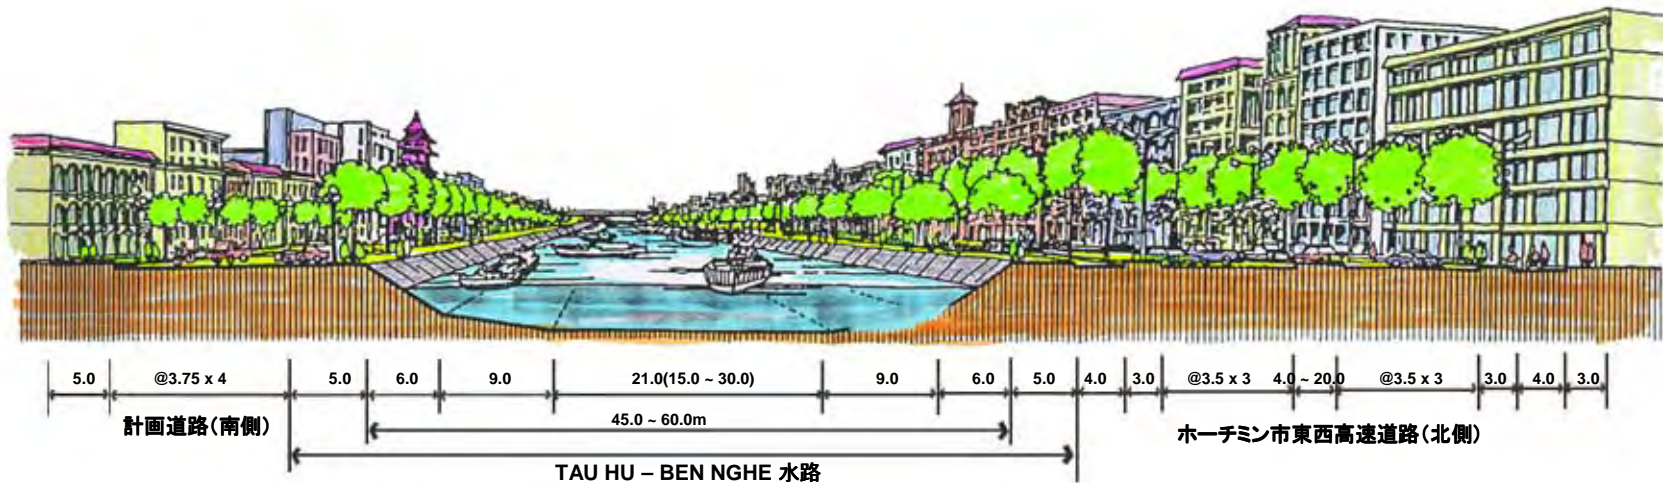 5.0 @3.75 x 4 5.0 6.0 9.0 21.0(15.0 ~ 30.0) 9.0 6.0 5.0 4.0 3.0 @3.5 x 3 4.0 ~ 20.0 @3.5 x 3 3.0 4.0 3.0
計画道路(南側) 45.0 ~ 60.0m ホーチミン市東西高速道路(北側)
TAU HU – BEN NGHE 水路